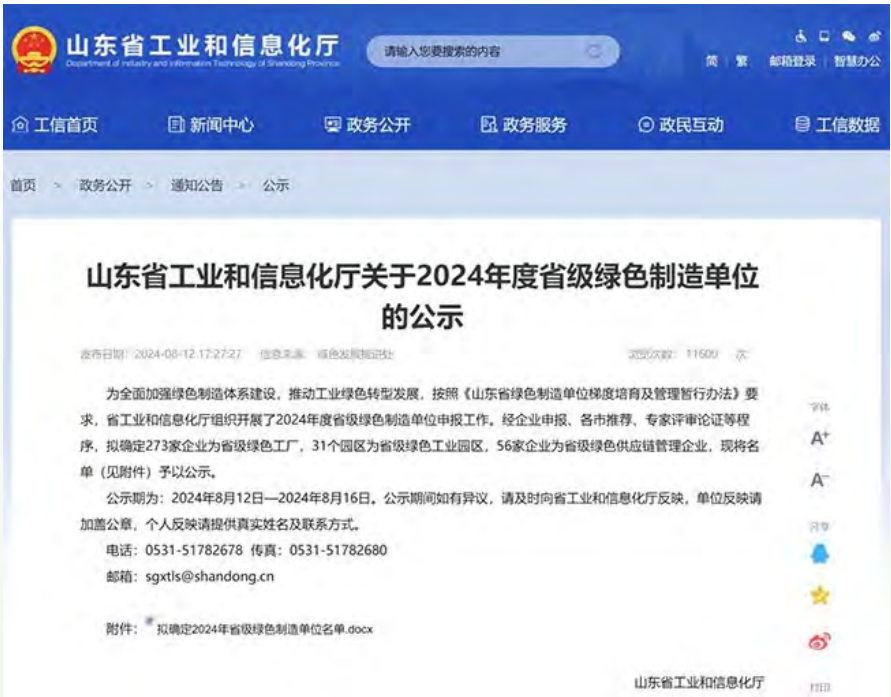 山东省工业和信息化厅
Department of Industry and Information Technology of Shandong Province
请输入您要搜索的内容
简 繁 邮箱登录 智慧办公
工信首页 新闻中心 政务公开 政务服务 政民互动 工信数据
首页 > 政务公开 > 通知公告 > 公示
山东省工业和信息化厅关于2024年度省级绿色制造单位
的公示
发布日期：2024-08-12 17:27:27 信息来源：绿色发展推进处 浏览次数：11600 次
为全面加强绿色制造体系建设，推动工业绿色转型发展，按照《山东省绿色制造单位梯度培育及管理暂行办法》要
求，省工业和信息化厅组织开展了2024年度省级绿色制造单位申报工作。经企业申报、各市推荐、专家评审论证等程
序，拟确定273家企业为省级绿色工厂，31个园区为省级绿色工业园区，56家企业为省级绿色供应链管理企业，现将名
单（见附件）予以公示。
公示期为：2024年8月12日—2024年8月16日。公示期间如有异议，请及时向省工业和信息化厅反映，单位反映请
加盖公章，个人反映请提供真实姓名及联系方式。
电话：0531-51782678 传真：0531-51782680
邮箱：sgxtls@shandong.cn
附件：拟确定2024年省级绿色制造单位名单.docx
山东省工业和信息化厅
字体
A+
A-
分享
打印